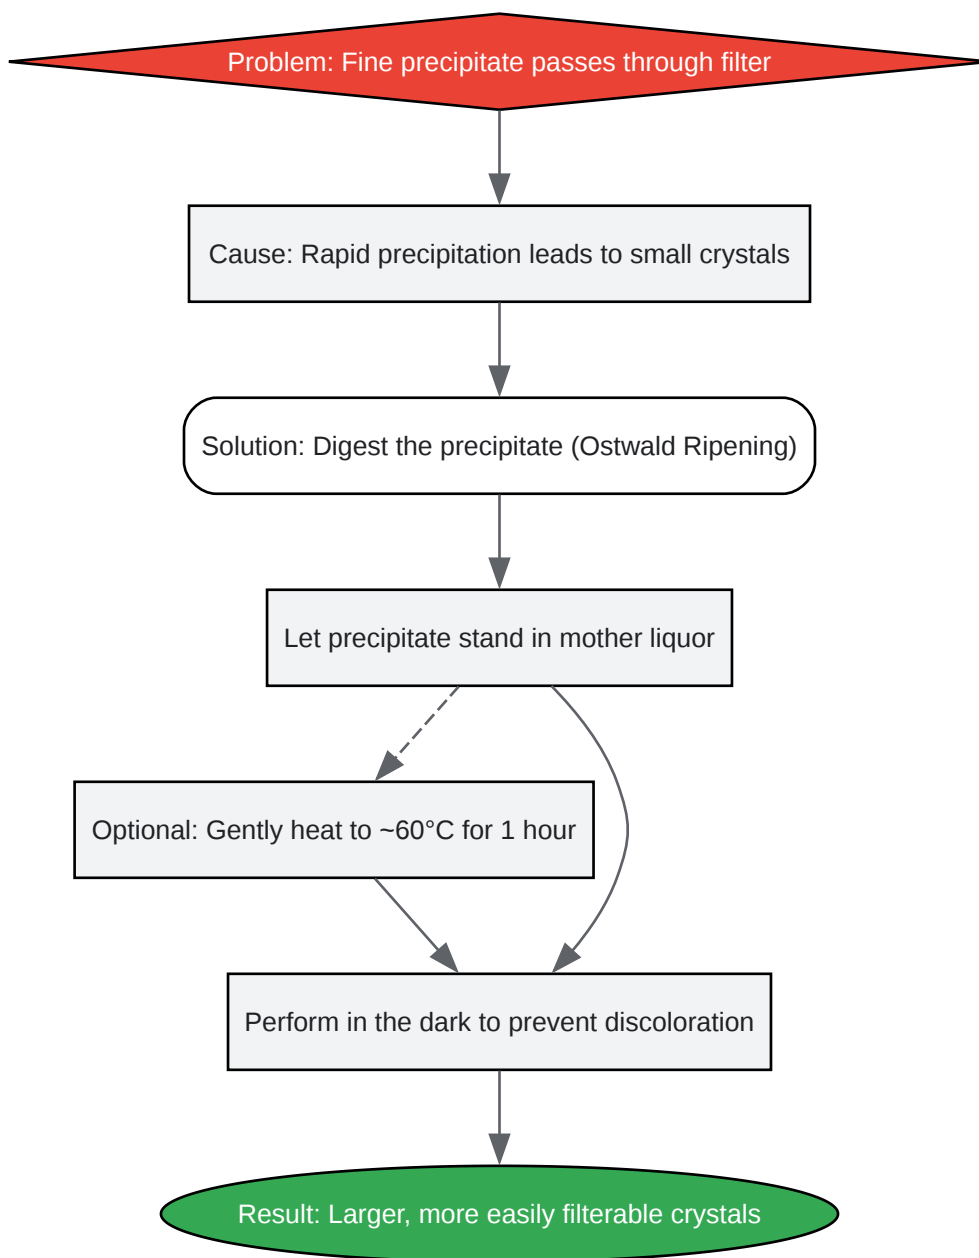 Problem: Fine precipitate passes through filter
Cause: Rapid precipitation leads to small crystals
Solution: Digest the precipitate (Ostwald Ripening)
Let precipitate stand in mother liquor
Optional: Gently heat to ~60°C for 1 hour
Perform in the dark to prevent discoloration
Result: Larger, more easily filterable crystals